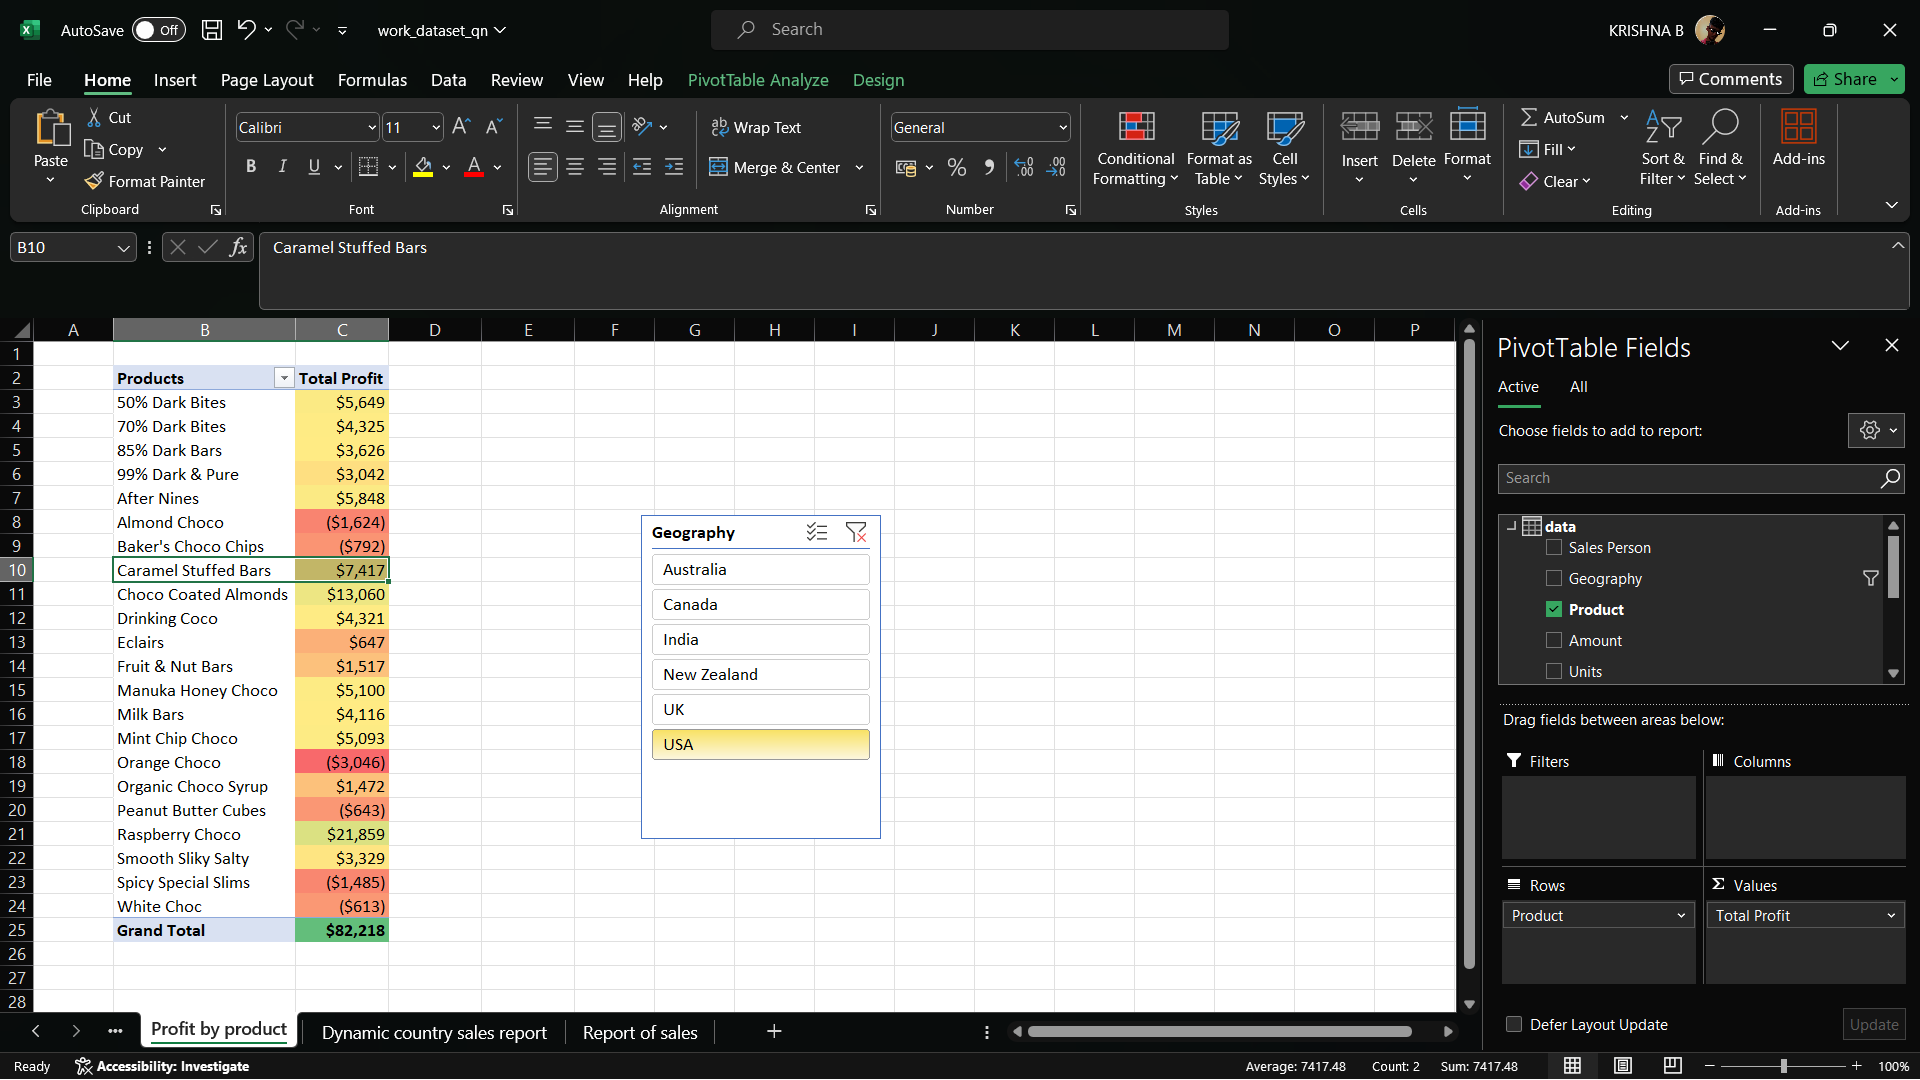 AutoSave Off work_dataset_qn Search KRISHNA B
File Home Insert Page Layout Formulas Data Review View Help PivotTable Analyze Design Comments Share
Paste Cut Copy Format Painter Clipboard
Calibri 11 B I U A Font
Wrap Text Merge & Center Alignment
General % Number
Conditional Formatting Format as Table Cell Styles Styles
Insert Delete Format Cells
AutoSum Fill Clear Sort & Filter Find & Select Editing
Add-ins Add-ins
B10 fx Caramel Stuffed Bars
A B C D E F G H I J K L M N O P
1
2 Products Total Profit
3 50% Dark Bites $5,649
4 70% Dark Bites $4,325
5 85% Dark Bars $3,626
6 99% Dark & Pure $3,042
7 After Nines $5,848
8 Almond Choco ($1,624)
9 Baker's Choco Chips ($792)
10 Caramel Stuffed Bars $7,417
11 Choco Coated Almonds $13,060
12 Drinking Coco $4,321
13 Eclairs $647
14 Fruit & Nut Bars $1,517
15 Manuka Honey Choco $5,100
16 Milk Bars $4,116
17 Mint Chip Choco $5,093
18 Orange Choco ($3,046)
19 Organic Choco Syrup $1,472
20 Peanut Butter Cubes ($643)
21 Raspberry Choco $21,859
22 Smooth Sliky Salty $3,329
23 Spicy Special Slims ($1,485)
24 White Choc ($613)
25 Grand Total $82,218
26
27
28
Geography
Australia
Canada
India
New Zealand
UK
USA
PivotTable Fields
Active All
Choose fields to add to report:
Search
data
Sales Person
Geography
Product
Amount
Units
Drag fields between areas below:
Filters Columns
Rows Values
Product Total Profit
Defer Layout Update Update
Profit by product Dynamic country sales report Report of sales
Ready Accessibility: Investigate Average: 7417.48 Count: 2 Sum: 7417.48 100%